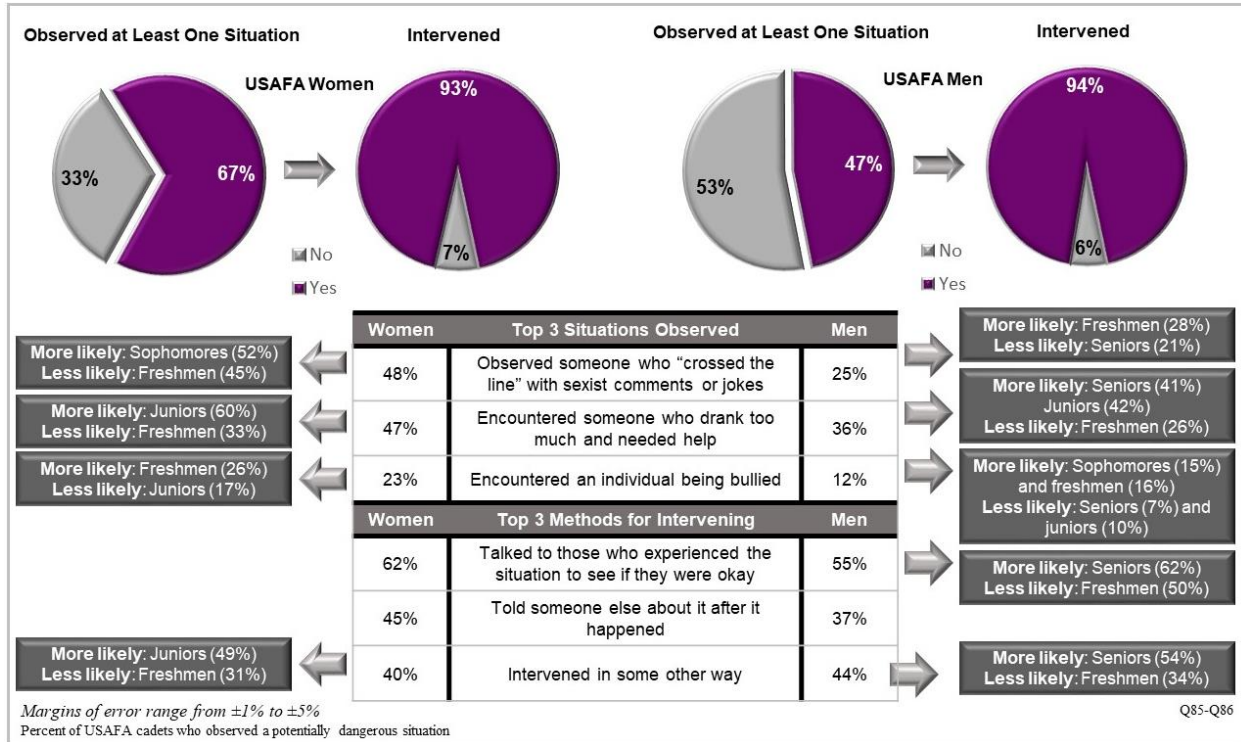 Observed at Least One Situation
Intervened
USAFA Women
33%
67%
93%
7%
No
Yes
Observed at Least One Situation
Intervened
USAFA Men
53%
47%
94%
6%
Women Top 3 Situations Observed Men
48% Observed someone who “crossed the
line” with sexist comments or jokes 25%
47% Encountered someone who drank too
much and needed help 36%
23% Encountered an individual being bullied 12%
Women Top 3 Methods for Intervening Men
62% Talked to those who experienced the
situation to see if they were okay 55%
45% Told someone else about it after it
happened 37%
40% Intervened in some other way 44%
More likely: Sophomores (52%)
Less likely: Freshmen (45%)
More likely: Juniors (60%)
Less likely: Freshmen (33%)
More likely: Freshmen (26%)
Less likely: Juniors (17%)
More likely: Juniors (49%)
Less likely: Freshmen (31%)
More likely: Freshmen (28%)
Less likely: Seniors (21%)
More likely: Seniors (41%)
Juniors (42%)
Less likely: Freshmen (26%)
More likely: Sophomores (15%)
and freshmen (16%)
Less likely: Seniors (7%) and
juniors (10%)
More likely: Seniors (62%)
Less likely: Freshmen (50%)
More likely: Seniors (54%)
Less likely: Freshmen (34%)
Margins of error range from ±1% to ±5%
Percent of USAFA cadets who observed a potentially dangerous situation
Q85-Q86